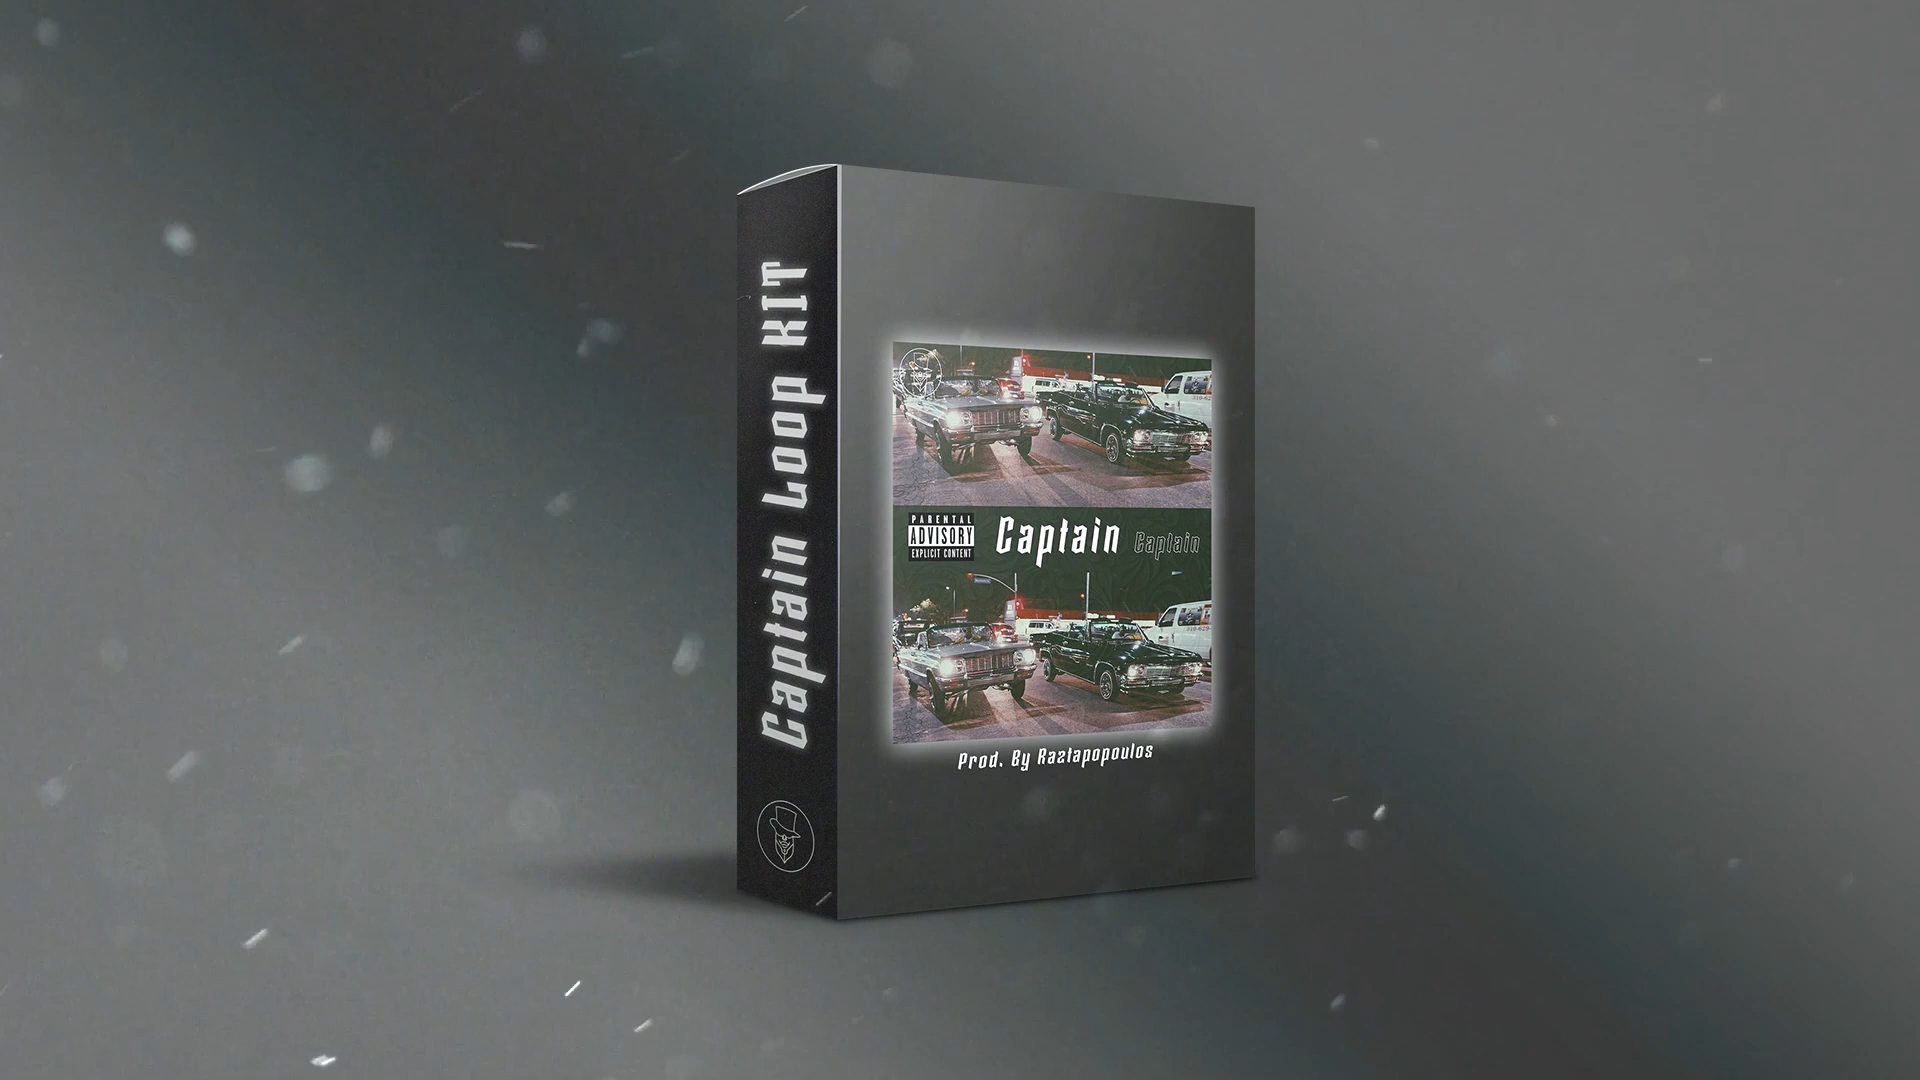 Captain Loop KIT
PARENTAL
ADVISORY
EXPLICIT CONTENT
Captain Captain
Prod. By Raztapopoulos